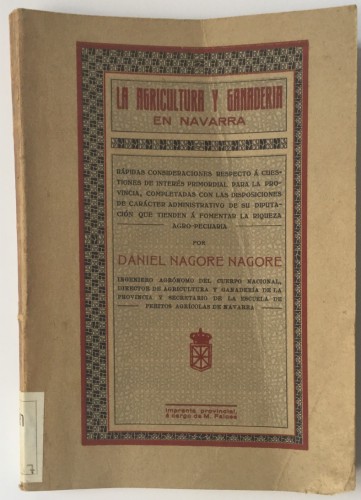 LA AGRICULTURA Y GANADERIA
EN NAVARRA
RÁPIDAS CONSIDERACIONES RESPECTO Á CUES-
TIONES DE INTERÉS PRIMORDIAL PARA LA PRO-
VINCIA, COMPLETADAS CON LAS DISPOSICIONES
DE CARÁCTER ADMINISTRATIVO DE SU DIPUTA-
CIÓN QUE TIENDEN Á FOMENTAR LA RIQUEZA
AGRO-PECUARIA
POR
DANIEL NAGORE NAGORE
INGENIERO AGRÓNOMO DEL CUERPO NACIONAL,
DIRECTOR DE AGRICULTURA Y GANADERÍA DE LA
PROVINCIA Y SECRETARIO DE LA ESCUELA DE
PERITOS AGRÍCOLAS DE NAVARRA
Imprenta provincial,
á cargo de M. Falces